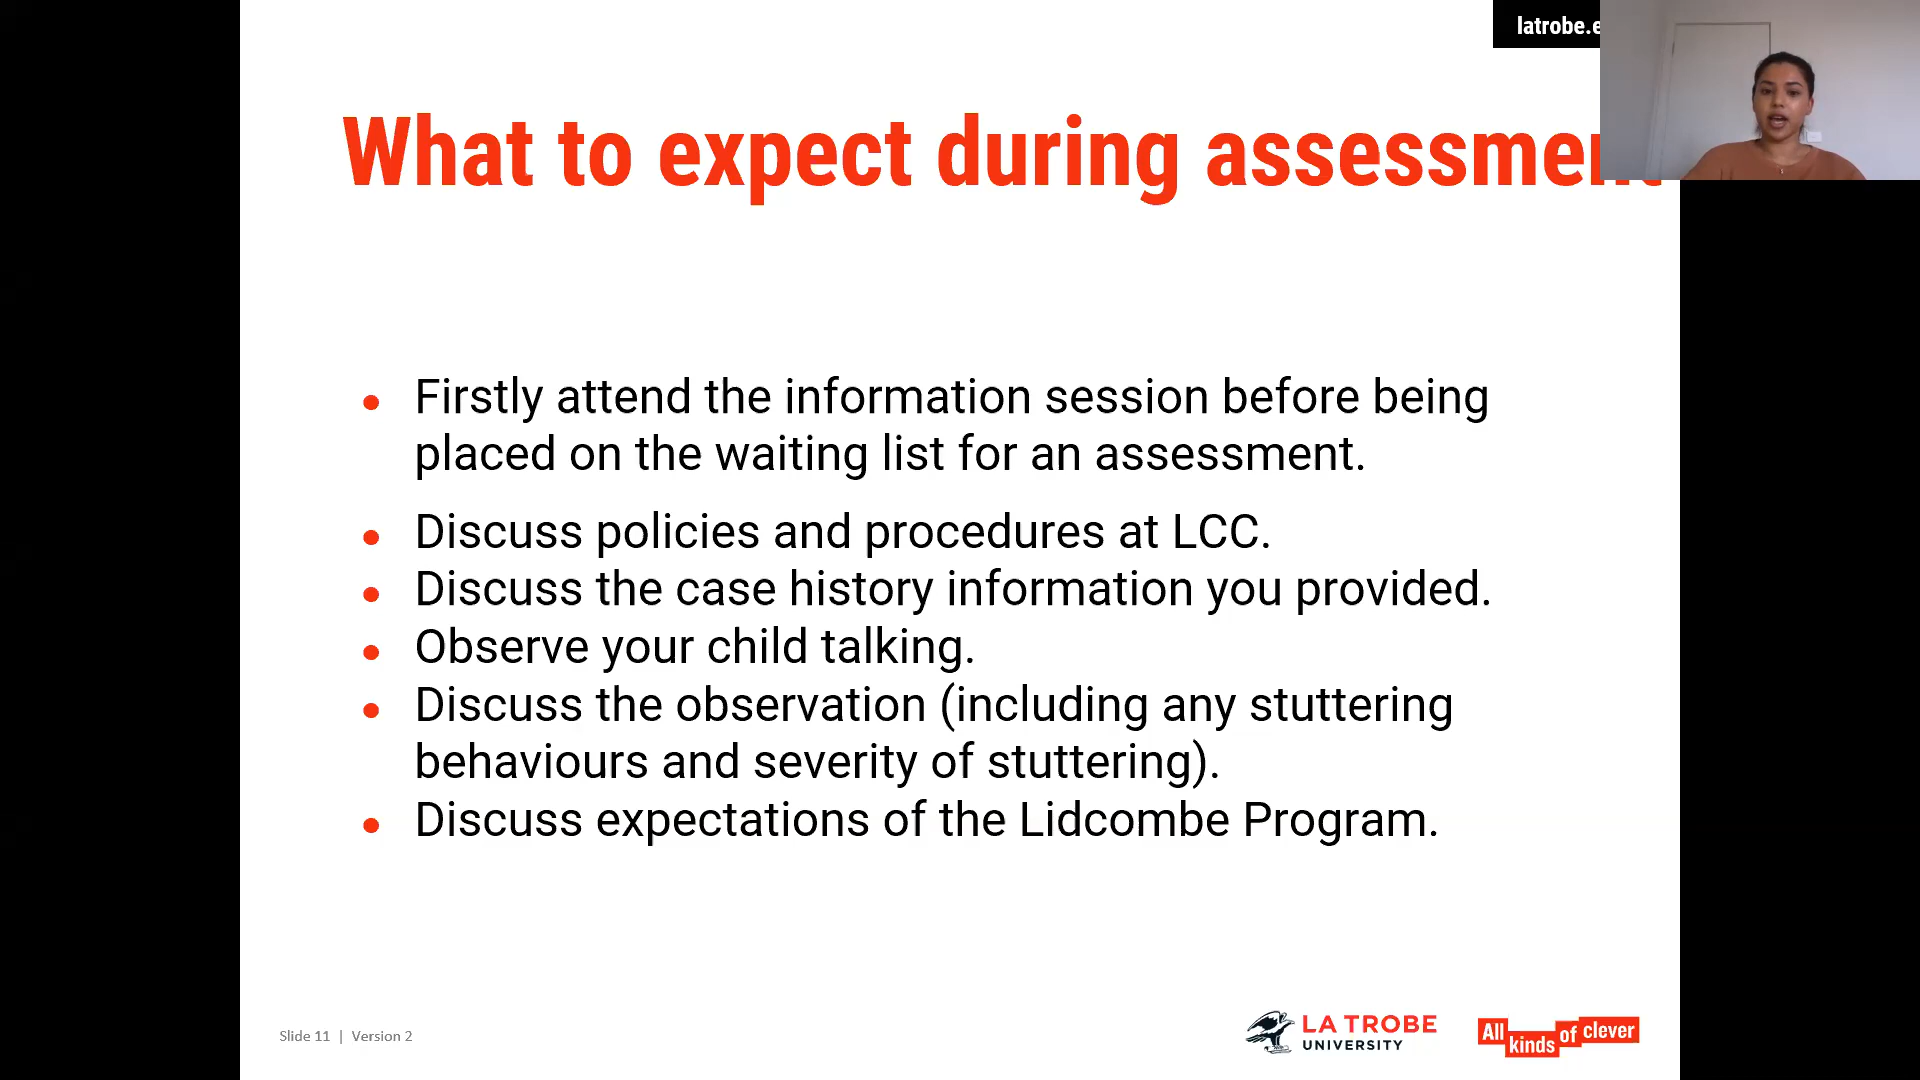 latrobe.e
What to expect during assessment
Firstly attend the information session before being
placed on the waiting list for an assessment.
Discuss policies and procedures at LCC.
Discuss the case history information you provided.
Observe your child talking.
Discuss the observation (including any stuttering
behaviours and severity of stuttering).
Discuss expectations of the Lidcombe Program.
Slide 11 | Version 2
LA TROBE
UNIVERSITY
All kinds of clever